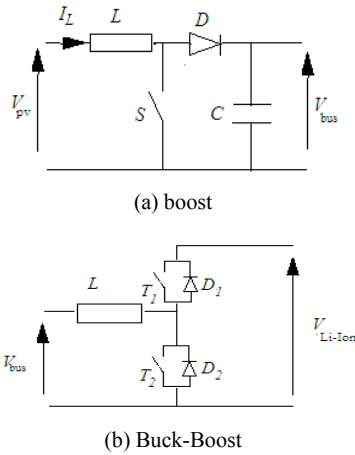 I_L L D
V_pv S C V_bus
(a) boost
L T_1 D_1
V_bus T_2 D_2 V_Li-Ion
(b) Buck-Boost